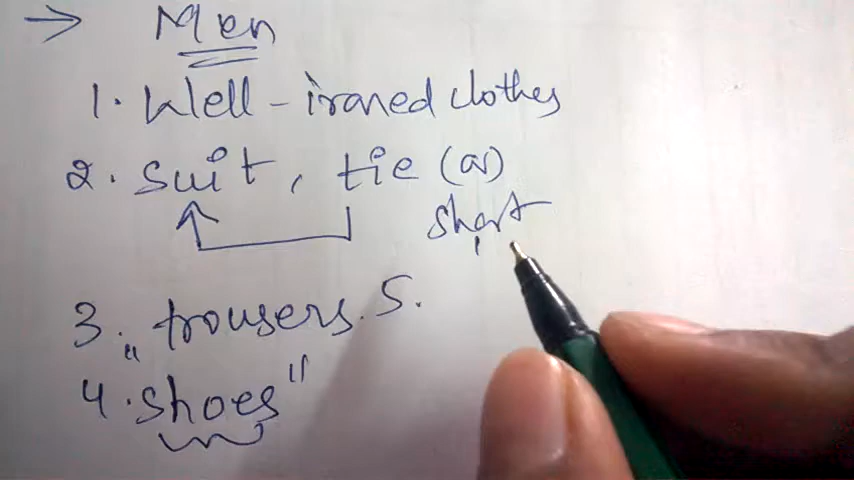 → Men
1. Well-ironed clothes
2. suit, tie (or)
short
3. " trousers. 5.
4. shoes"